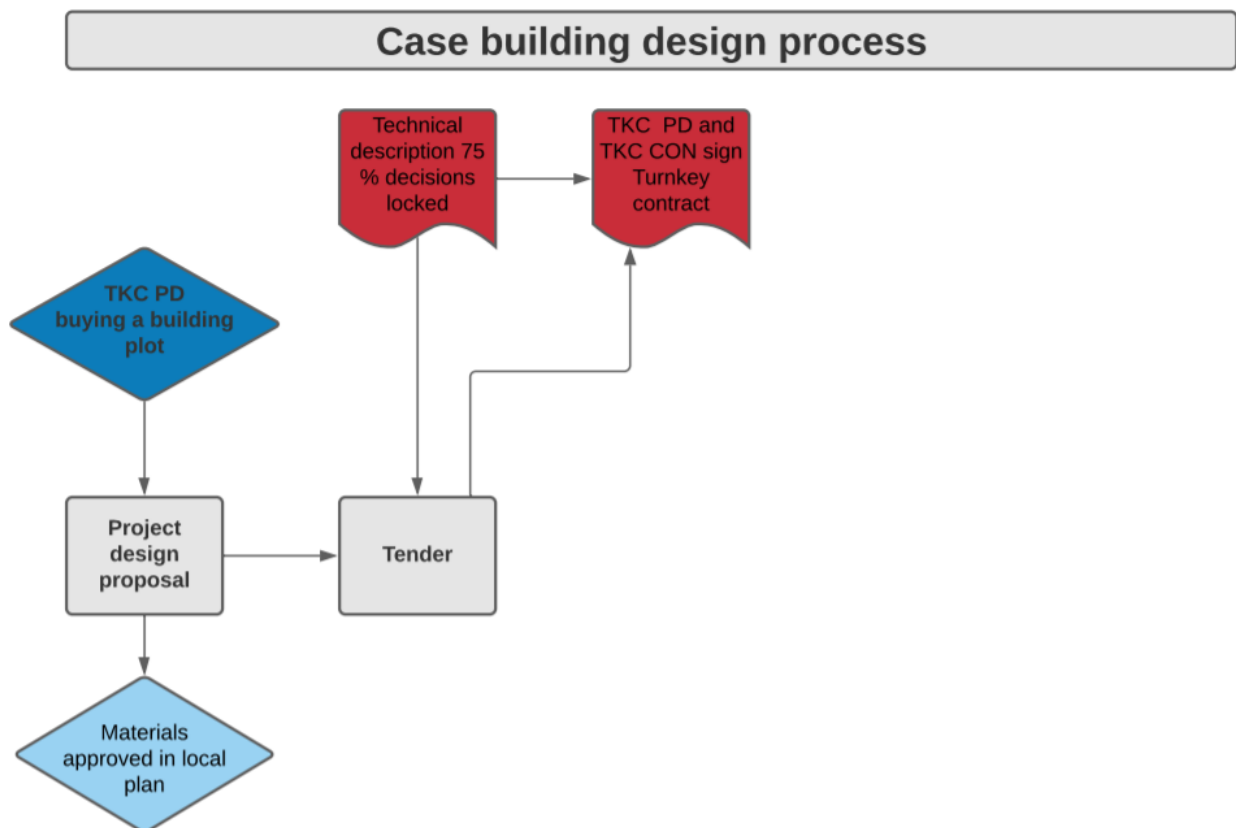 Case building design process
Technical
description 75
% decisions
locked
TKC  PD and
TKC CON sign
Turnkey
contract
TKC PD
buying a building
plot
Project
design
proposal
Tender
Materials
approved in local
plan